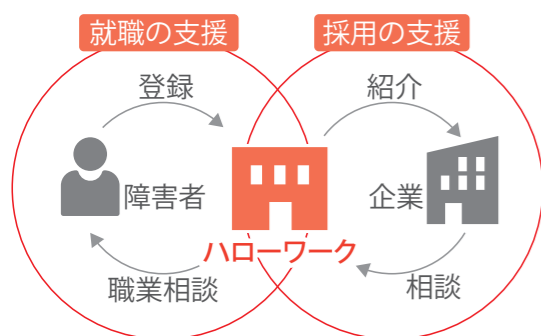 就職の支援
採用の支援
登録
紹介
障害者
企業
ハローワーク
職業相談
相談